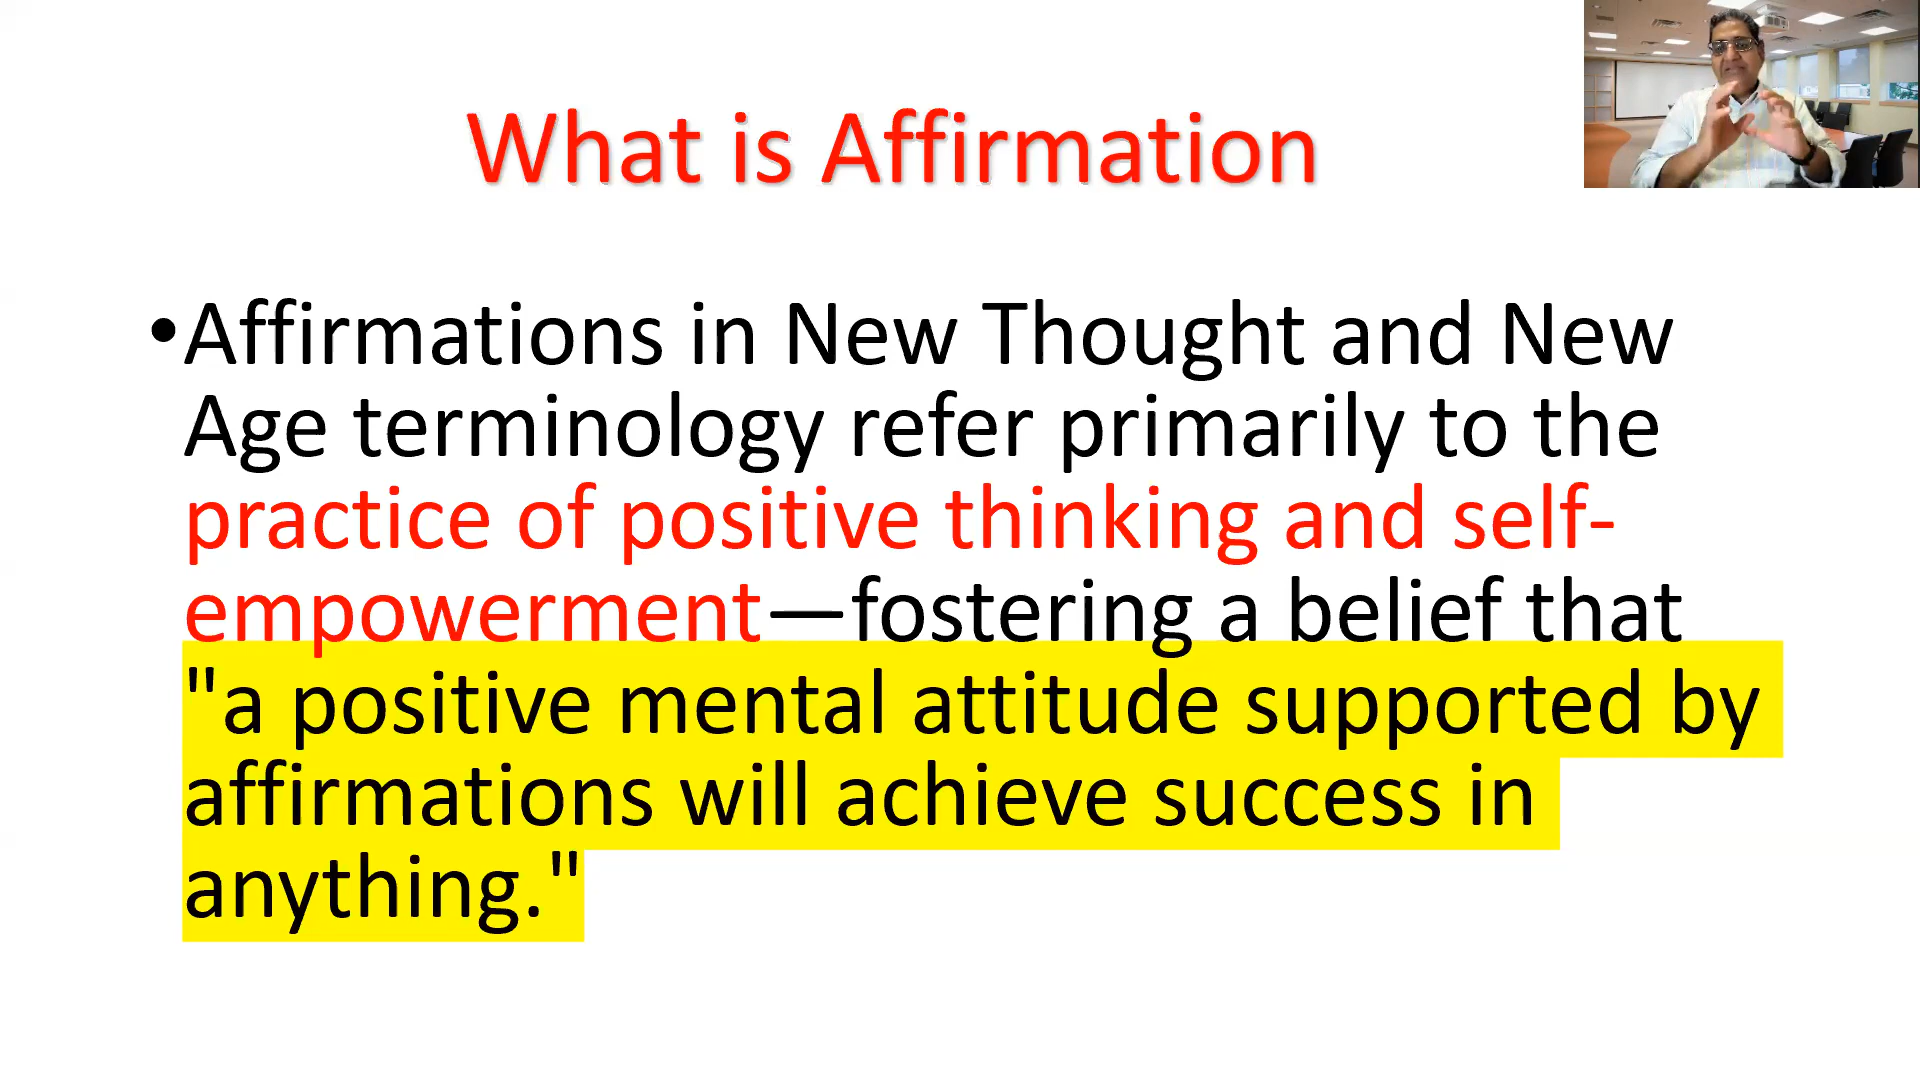 What is Affirmation
•Affirmations in New Thought and New
Age terminology refer primarily to the
practice of positive thinking and self-
empowerment—fostering a belief that
"a positive mental attitude supported by
affirmations will achieve success in
anything."